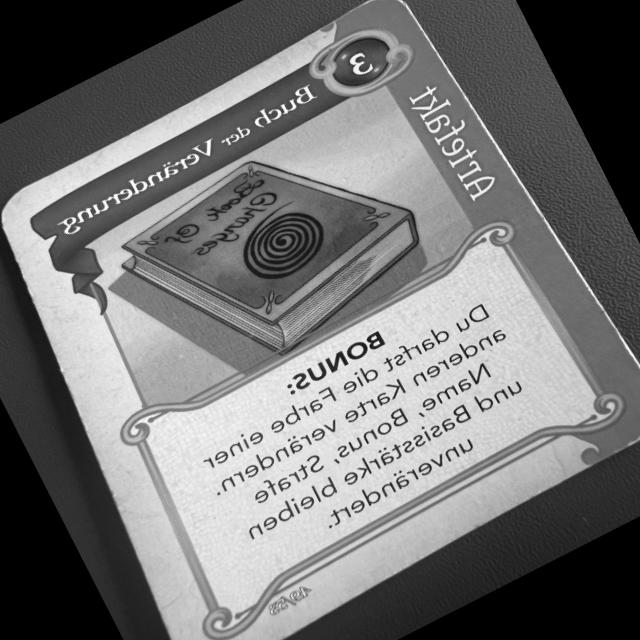 3
Buch der Veränderung
Artefakt
Book Of
Changes
BONUS:
Du darfst die Farbe einer
anderen Karte verändern.
Name, Bonus, Strafe
und Basisstärke bleiben
unverändert.
49/53